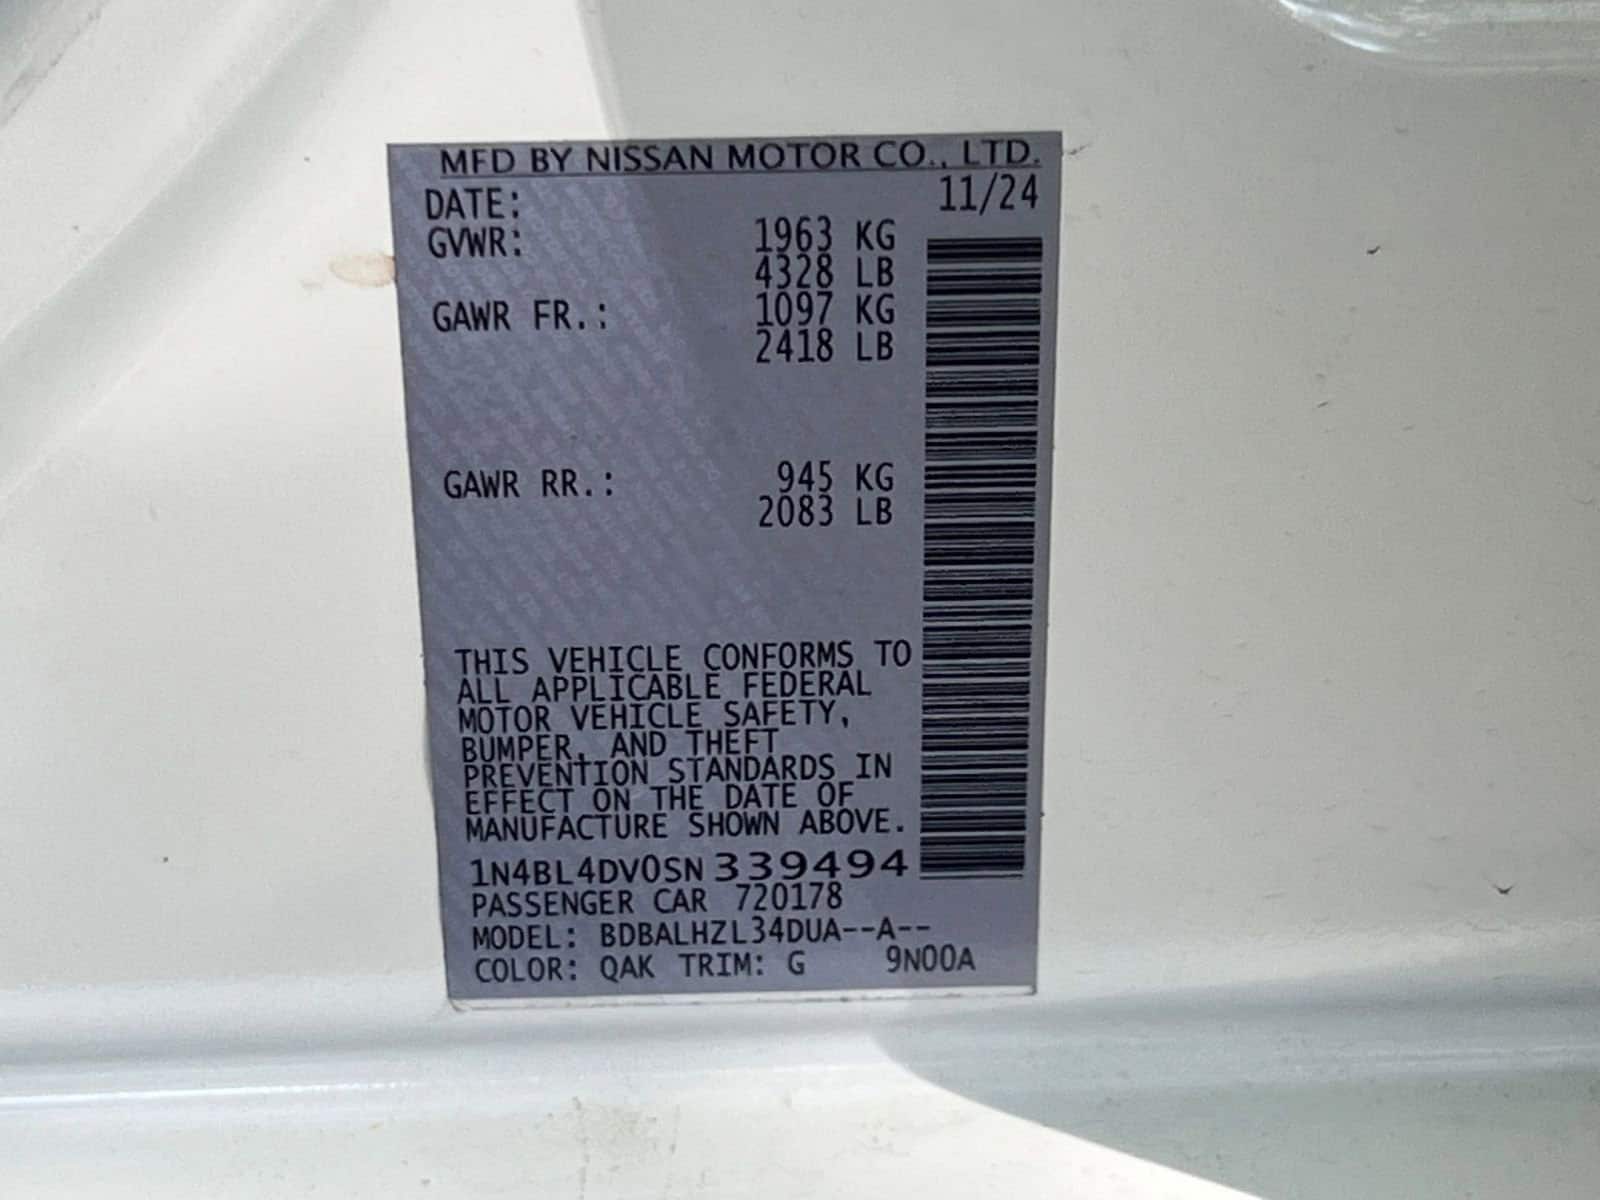 MFD BY NISSAN MOTOR CO., LTD.
DATE: 11/24
GVWR: 1963 KG
4328 LB
GAWR FR.: 1097 KG
2418 LB
GAWR RR.: 945 KG
2083 LB
THIS VEHICLE CONFORMS TO
ALL APPLICABLE FEDERAL
MOTOR VEHICLE SAFETY,
BUMPER, AND THEFT
PREVENTION STANDARDS IN
EFFECT ON THE DATE OF
MANUFACTURE SHOWN ABOVE.
1N4BL4DV0SN339494
PASSENGER CAR 720178
MODEL: BDBALHZL34DUA--A--
COLOR: QAK TRIM: G 9N00A